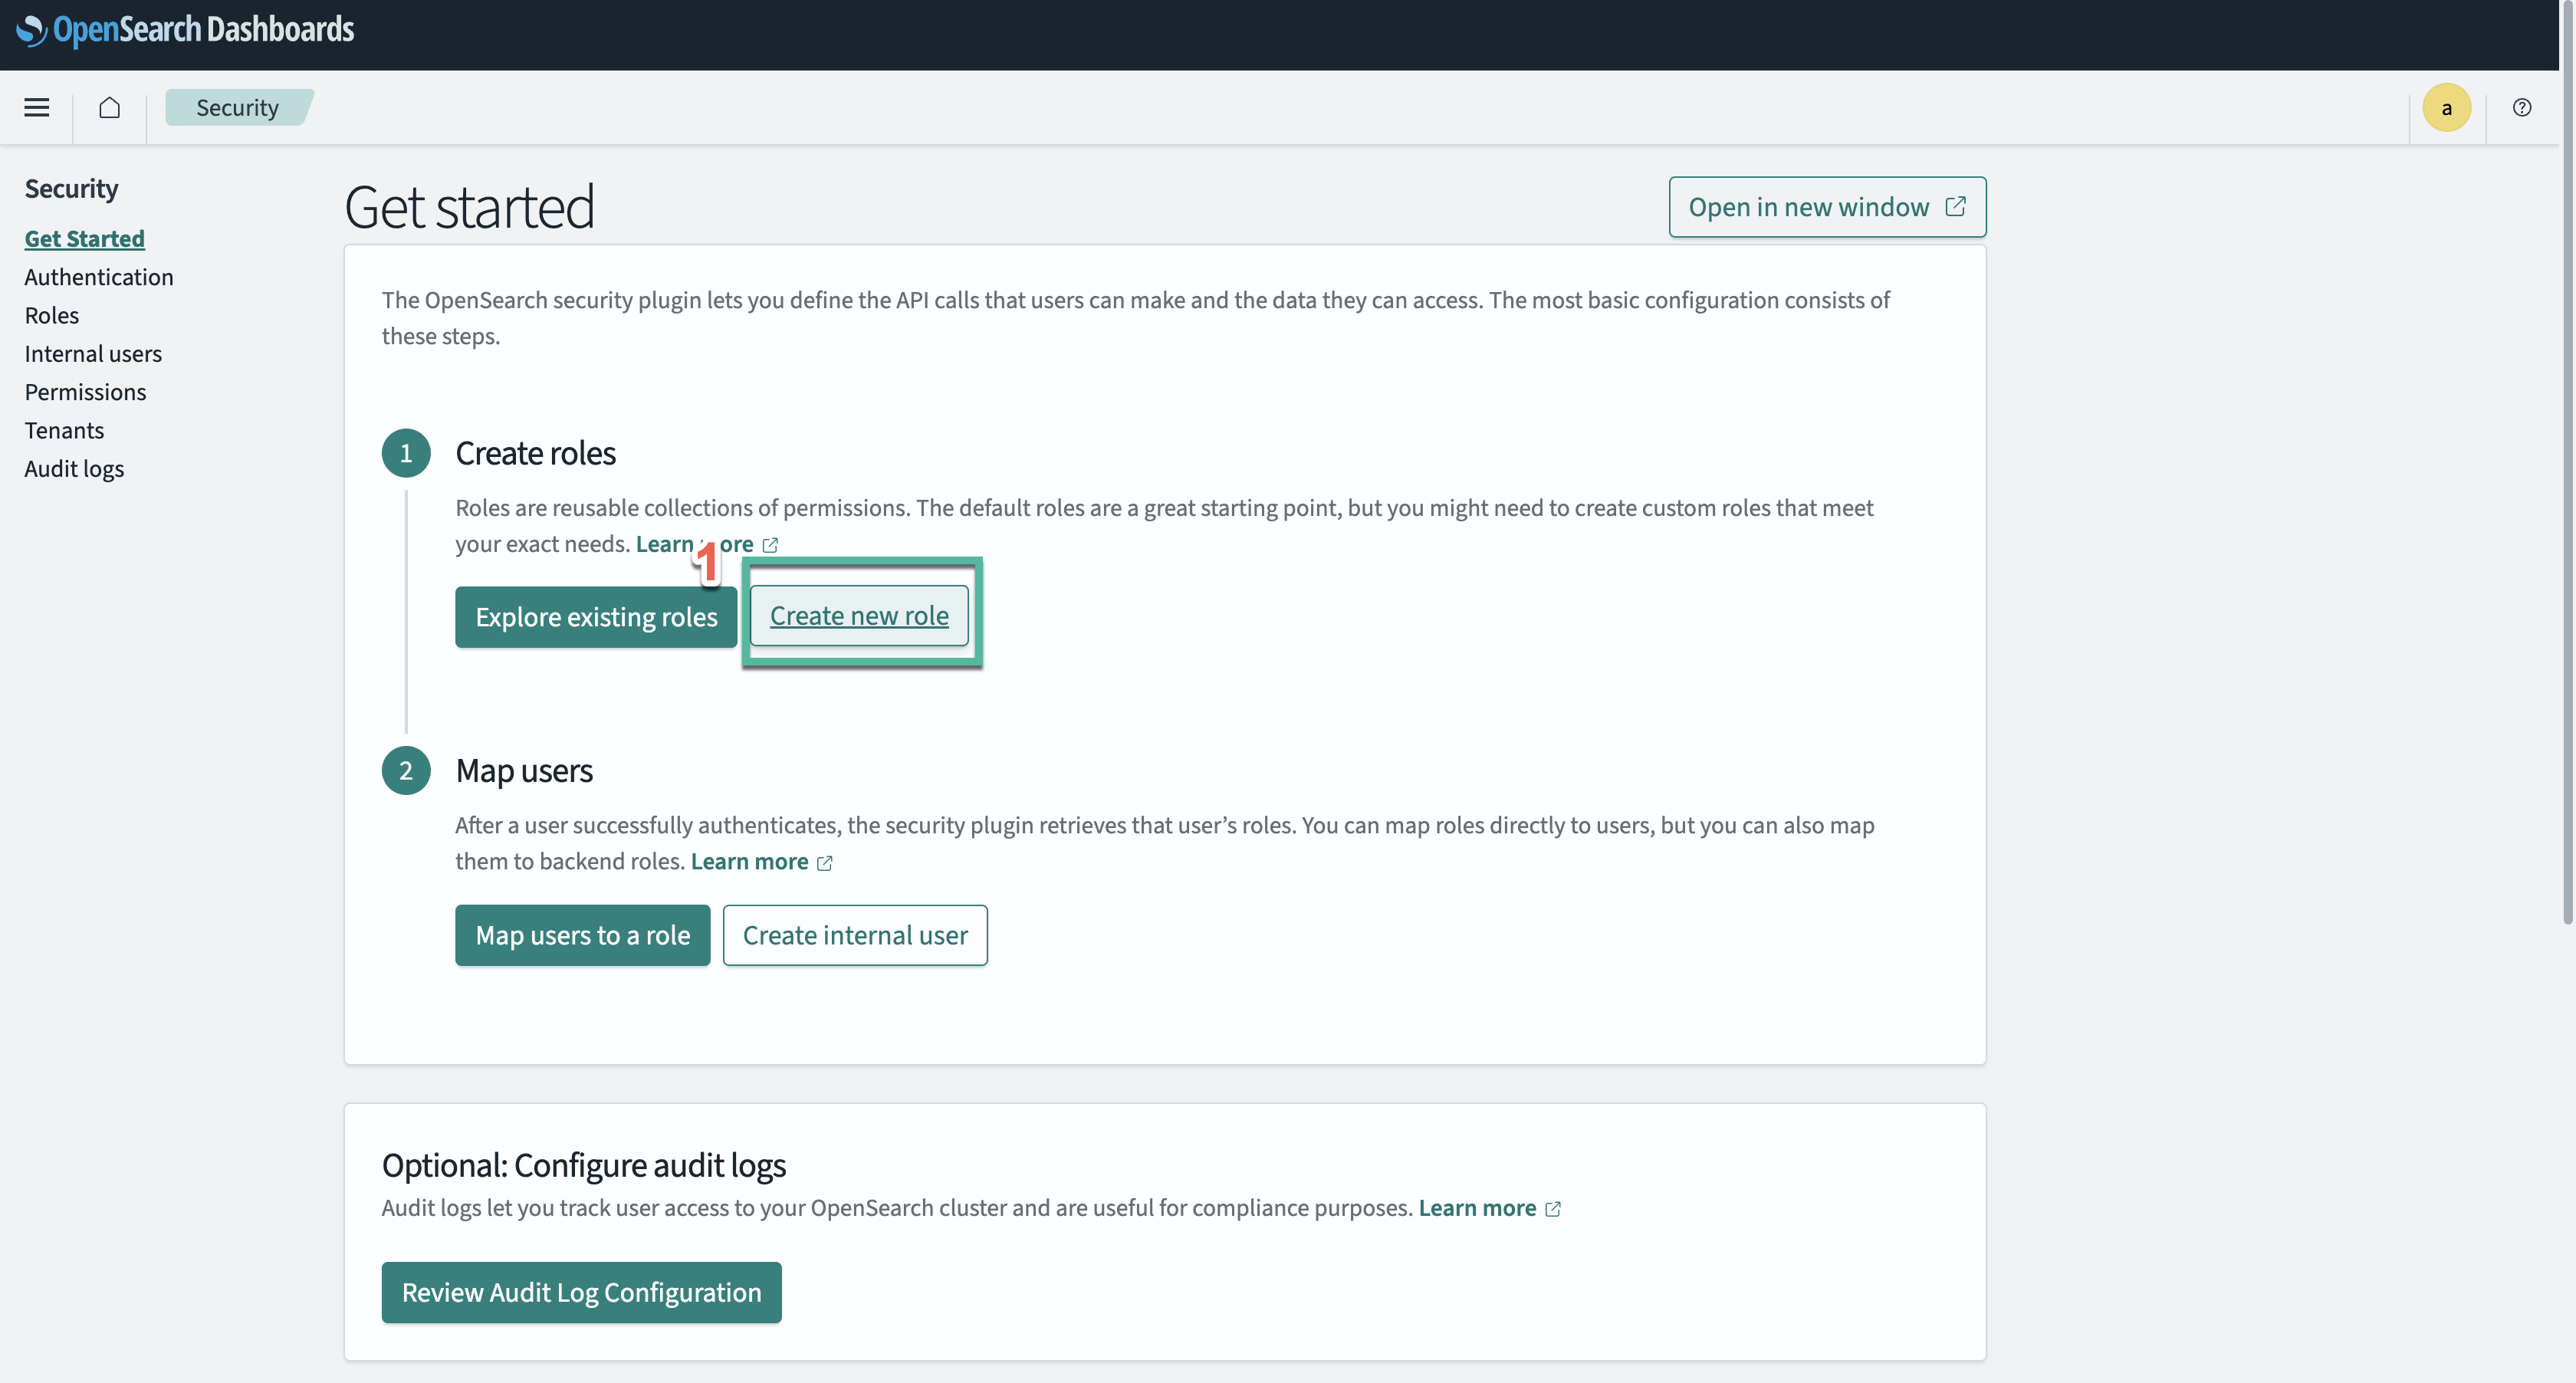 OpenSearch Dashboards
Security
a
Security
Get Started
Authentication
Roles
Internal users
Permissions
Tenants
Audit logs
Get started
Open in new window
The OpenSearch security plugin lets you define the API calls that users can make and the data they can access. The most basic configuration consists of
these steps.
1
Create roles
Roles are reusable collections of permissions. The default roles are a great starting point, but you might need to create custom roles that meet
your exact needs. Learn more
1
Explore existing roles
Create new role
2
Map users
After a user successfully authenticates, the security plugin retrieves that user’s roles. You can map roles directly to users, but you can also map
them to backend roles. Learn more
Map users to a role
Create internal user
Optional: Configure audit logs
Audit logs let you track user access to your OpenSearch cluster and are useful for compliance purposes. Learn more
Review Audit Log Configuration